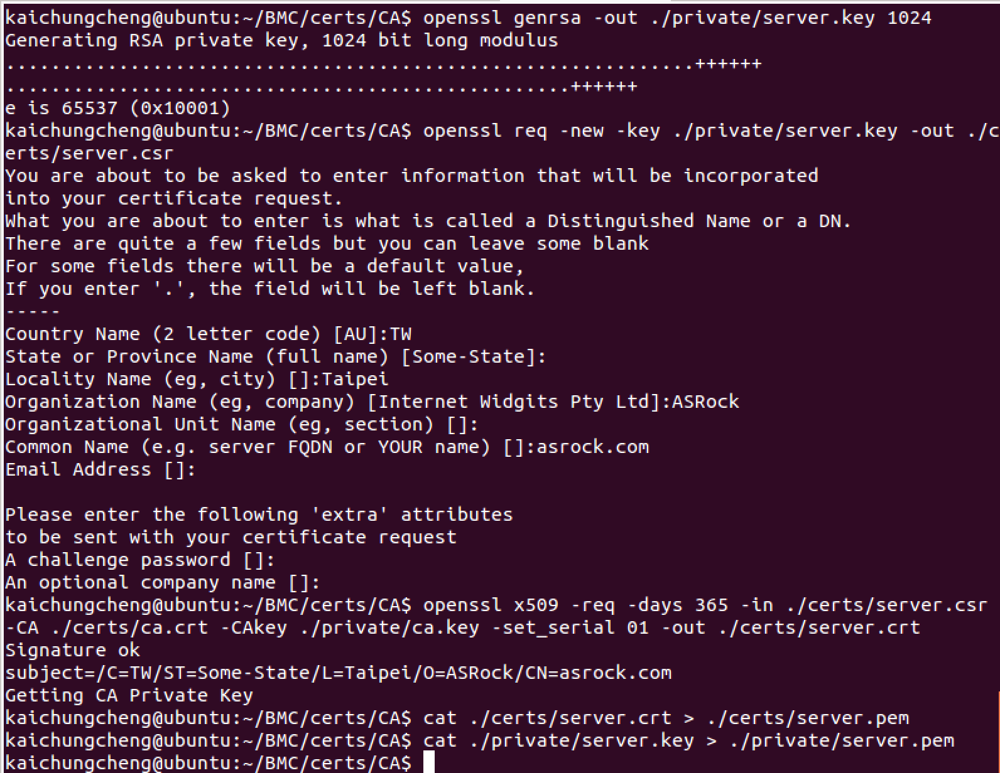 kaichungcheng@ubuntu:~/BMC/certs/CA$ openssl genrsa -out ./private/server.key 1024
Generating RSA private key, 1024 bit long modulus
.............................................................++++++
..................................................++++++
e is 65537 (0x10001)
kaichungcheng@ubuntu:~/BMC/certs/CA$ openssl req -new -key ./private/server.key -out ./c
erts/server.csr
You are about to be asked to enter information that will be incorporated
into your certificate request.
What you are about to enter is what is called a Distinguished Name or a DN.
There are quite a few fields but you can leave some blank
For some fields there will be a default value,
If you enter '.', the field will be left blank.
-----
Country Name (2 letter code) [AU]:TW
State or Province Name (full name) [Some-State]:
Locality Name (eg, city) []:Taipei
Organization Name (eg, company) [Internet Widgits Pty Ltd]:ASRock
Organizational Unit Name (eg, section) []:
Common Name (e.g. server FQDN or YOUR name) []:asrock.com
Email Address []:

Please enter the following 'extra' attributes
to be sent with your certificate request
A challenge password []:
An optional company name []:
kaichungcheng@ubuntu:~/BMC/certs/CA$ openssl x509 -req -days 365 -in ./certs/server.csr
-CA ./certs/ca.crt -CAkey ./private/ca.key -set_serial 01 -out ./certs/server.crt
Signature ok
subject=/C=TW/ST=Some-State/L=Taipei/O=ASRock/CN=asrock.com
Getting CA Private Key
kaichungcheng@ubuntu:~/BMC/certs/CA$ cat ./certs/server.crt > ./certs/server.pem
kaichungcheng@ubuntu:~/BMC/certs/CA$ cat ./private/server.key > ./private/server.pem
kaichungcheng@ubuntu:~/BMC/certs/CA$